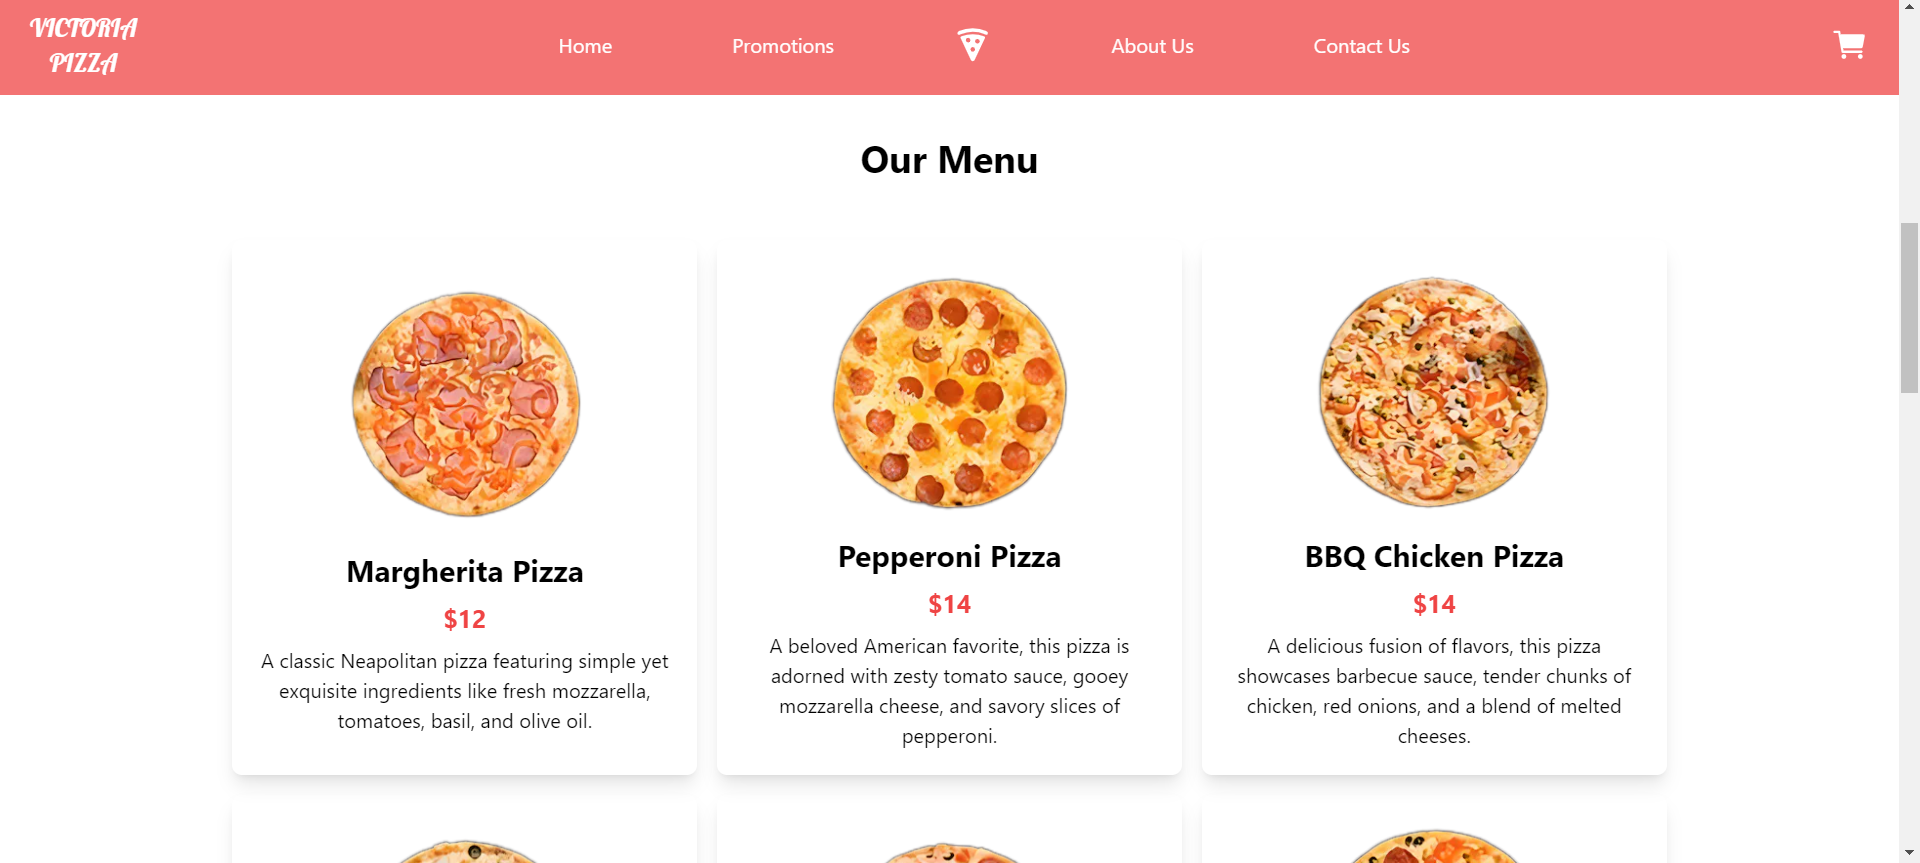 VICTORIA
PIZZA
Home
Promotions
About Us
Contact Us
Our Menu
Margherita Pizza
$12
A classic Neapolitan pizza featuring simple yet
exquisite ingredients like fresh mozzarella,
tomatoes, basil, and olive oil.
Pepperoni Pizza
$14
A beloved American favorite, this pizza is
adorned with zesty tomato sauce, gooey
mozzarella cheese, and savory slices of
pepperoni.
BBQ Chicken Pizza
$14
A delicious fusion of flavors, this pizza
showcases barbecue sauce, tender chunks of
chicken, red onions, and a blend of melted
cheeses.